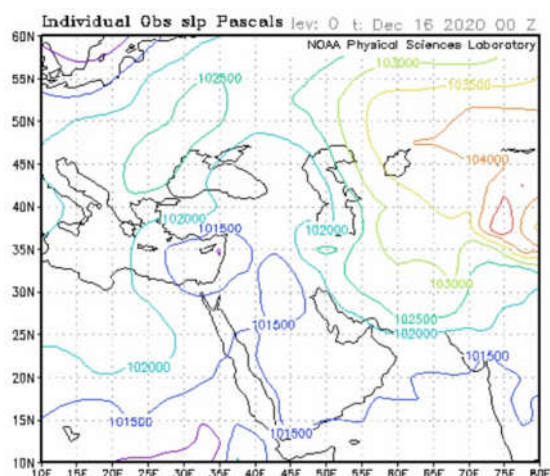 Individual Obs slp Pascals lev: 0 t: Dec 16 2020 00 Z
NOAA Physical Sciences Laboratory
60N
55N
50N
45N
40N
35N
30N
25N
20N
15N
10N
102500
103000
103500
104000
102000
101500
102000
103000
102500
102000
101500
102000
101500
101500
101500
10E 15E 20E 25E 30E 35E 40E 45E 50E 55E 60E 65E 70E 75E 80E